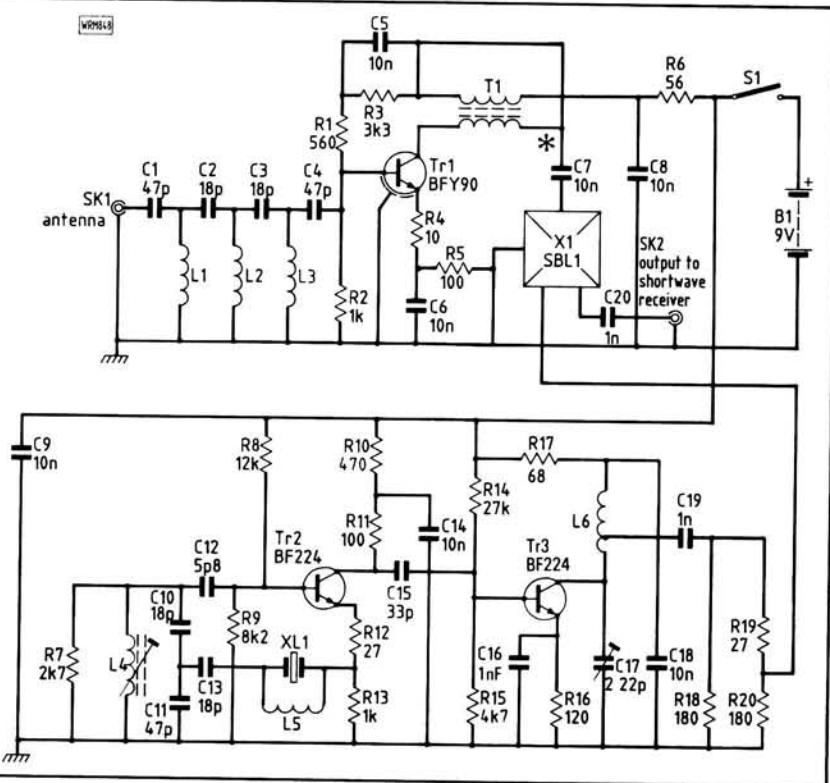 WRM848
C5
10n
R6
56
S1
T1
R3
3k3
R1
560
*
C1
47p
C2
18p
C3
18p
C4
47p
Tr1
BFY90
C7
10n
C8
10n
+
B1
9V
SK1
antenna
R4
10
X1
SBL1
SK2
output to
shortwave
receiver
L1
L2
L3
R5
100
R2
1k
C6
10n
C20
1n
C9
10n
R8
12k
R10
470
R17
68
R14
27k
L6
C19
1n
R11
100
C14
10n
Tr2
BF224
Tr3
BF224
C12
5p8
C15
33p
C10
18p
R9
8k2
R7
2k7
L4
XL1
R12
27
R19
27
C16
1nF
C17
2 22p
C18
10n
C13
18p
C11
47p
L5
R13
1k
R15
4k7
R16
120
R18
180
R20
180